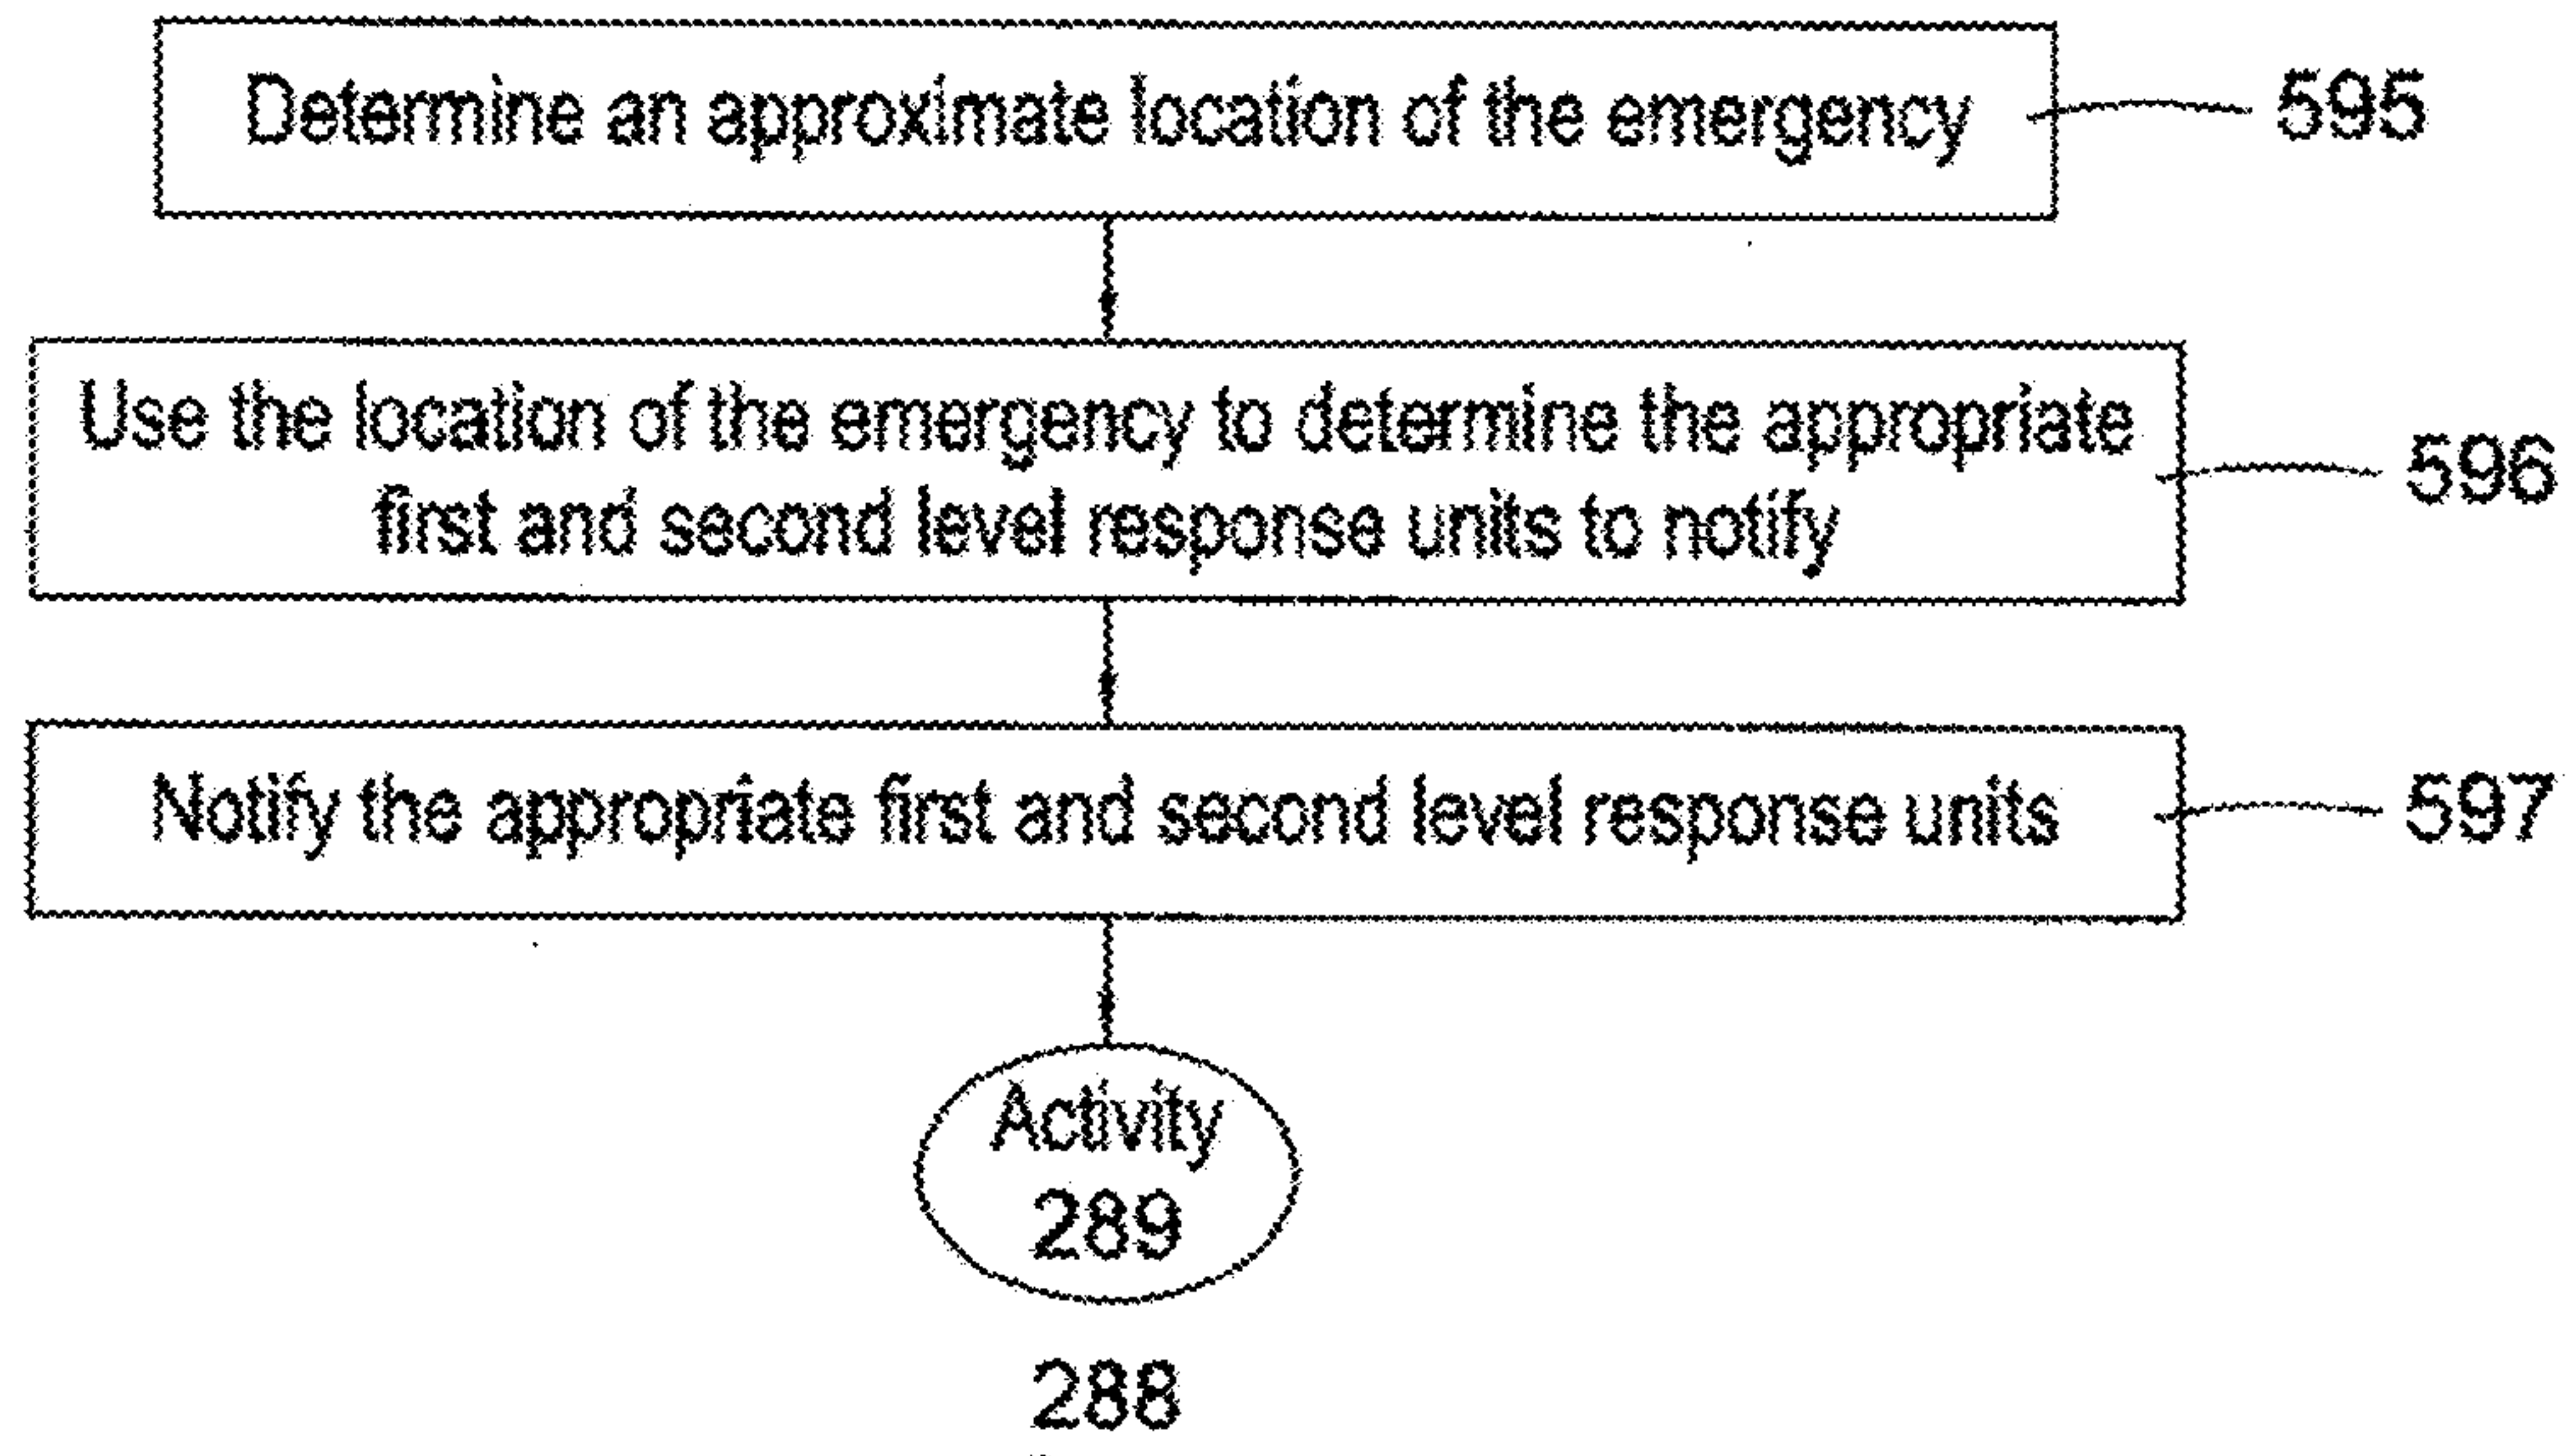 Determine an approximate location of the emergency
595
Use the location of the emergency to determine the appropriate
first and second level response units to notify
596
Notify the appropriate first and second level response units
597
Activity
289
288